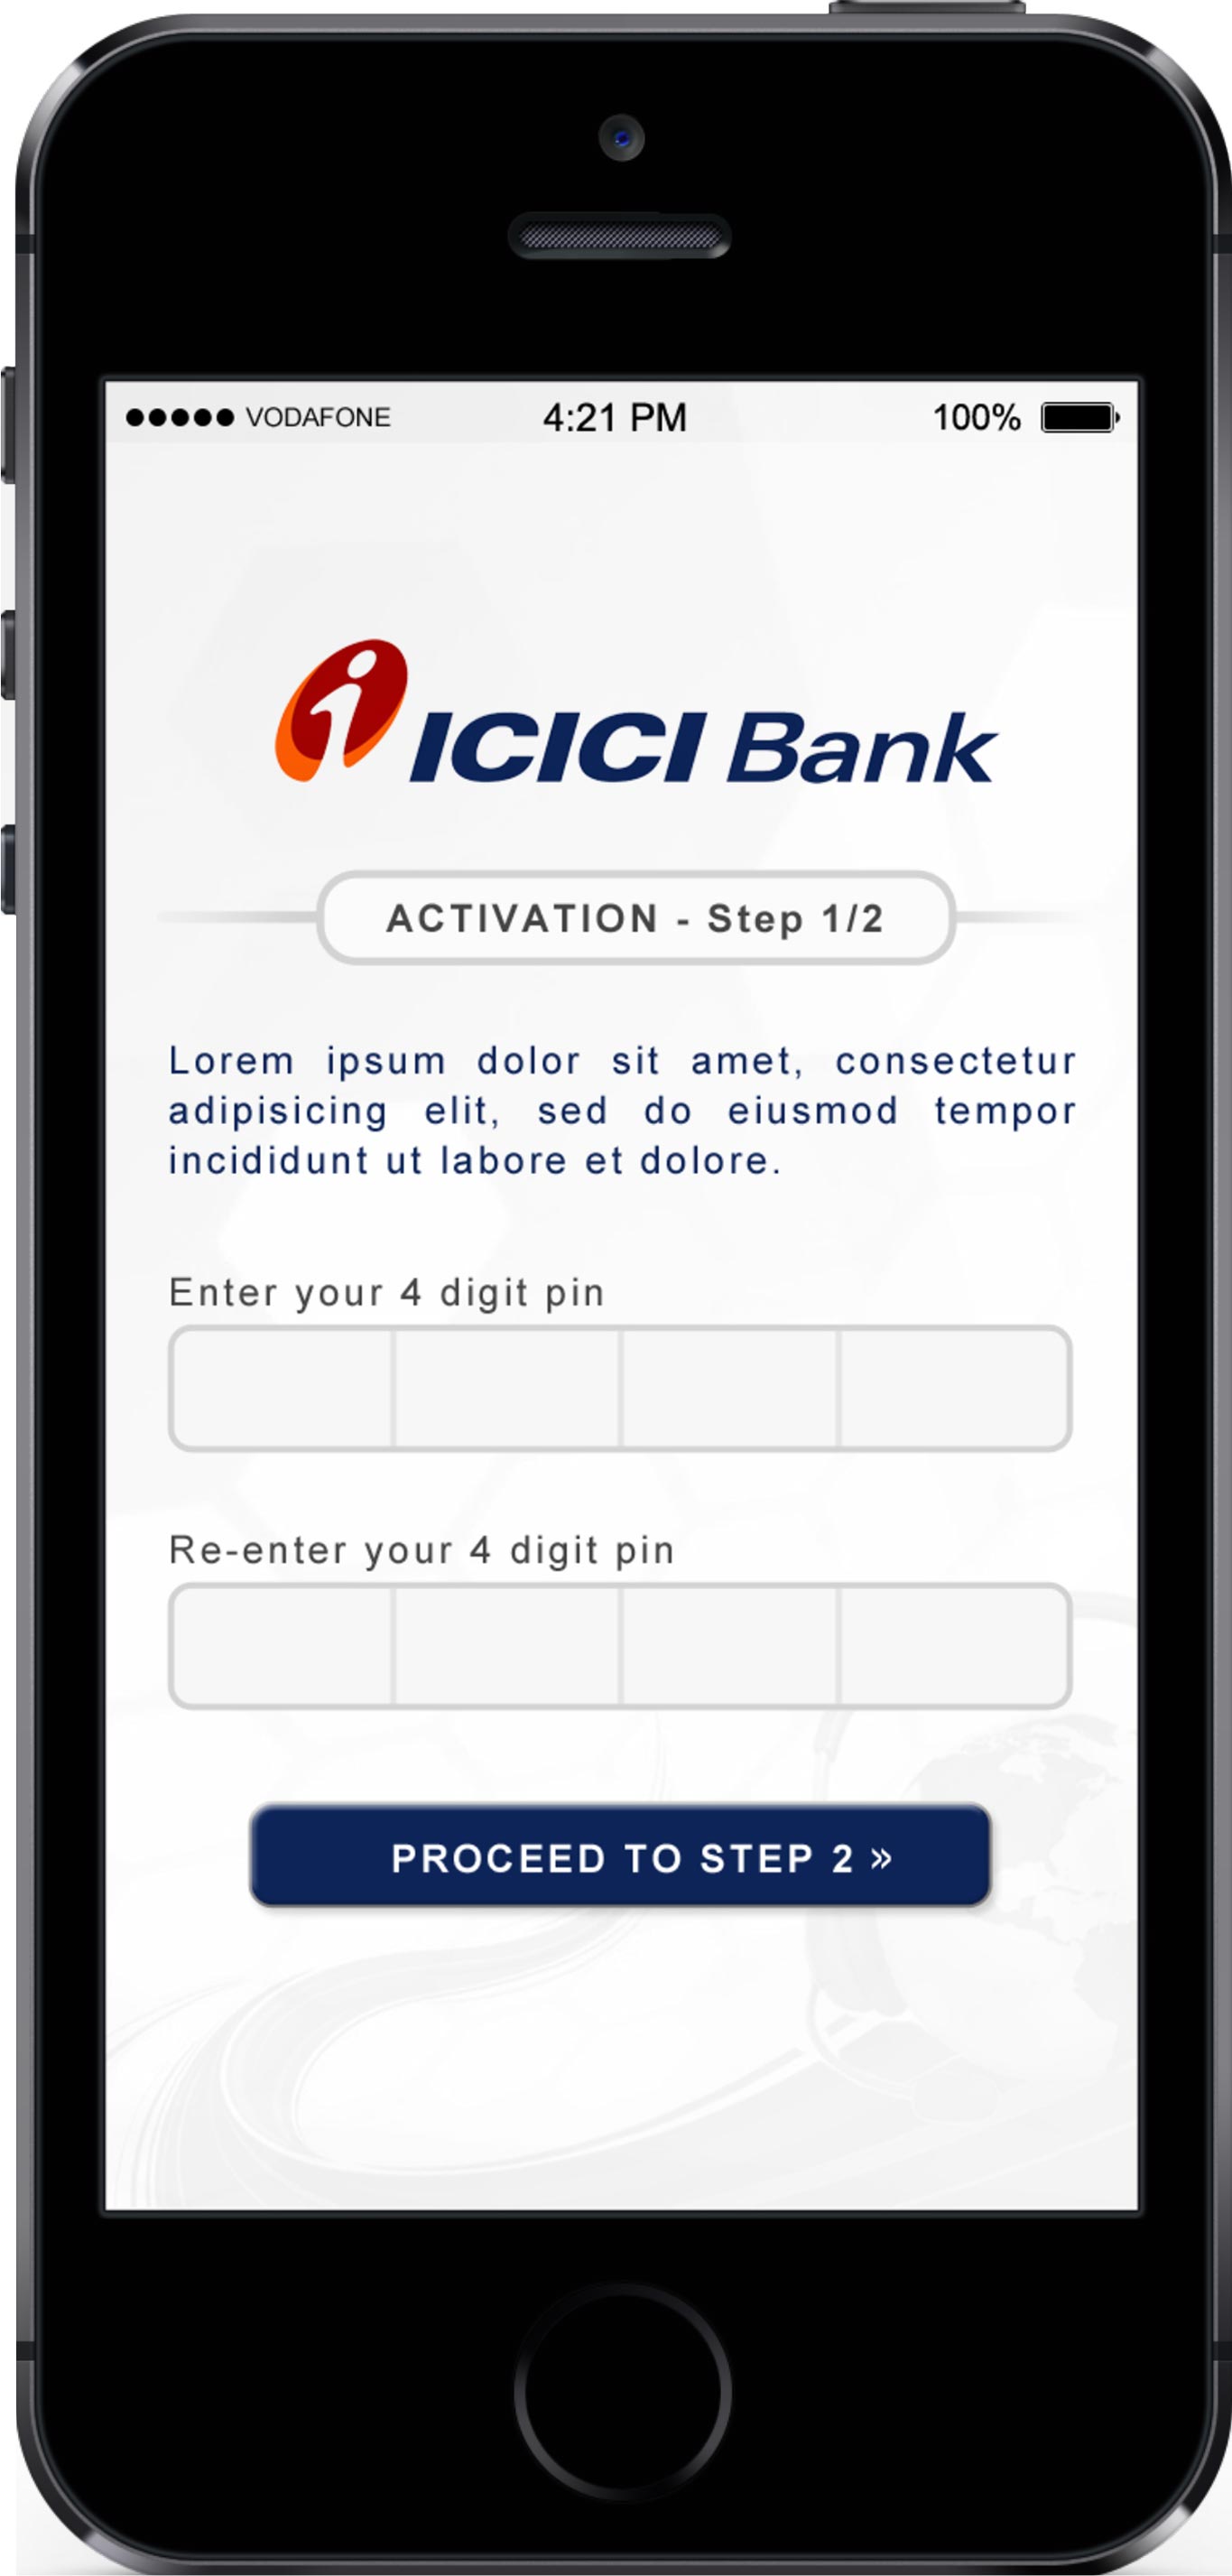 VODAFONE 4:21 PM 100%
i ICICI Bank
ACTIVATION - Step 1/2
Lorem ipsum dolor sit amet, consectetur
adipisicing elit, sed do eiusmod tempor
incididunt ut labore et dolore.
Enter your 4 digit pin
Re-enter your 4 digit pin
PROCEED TO STEP 2 »